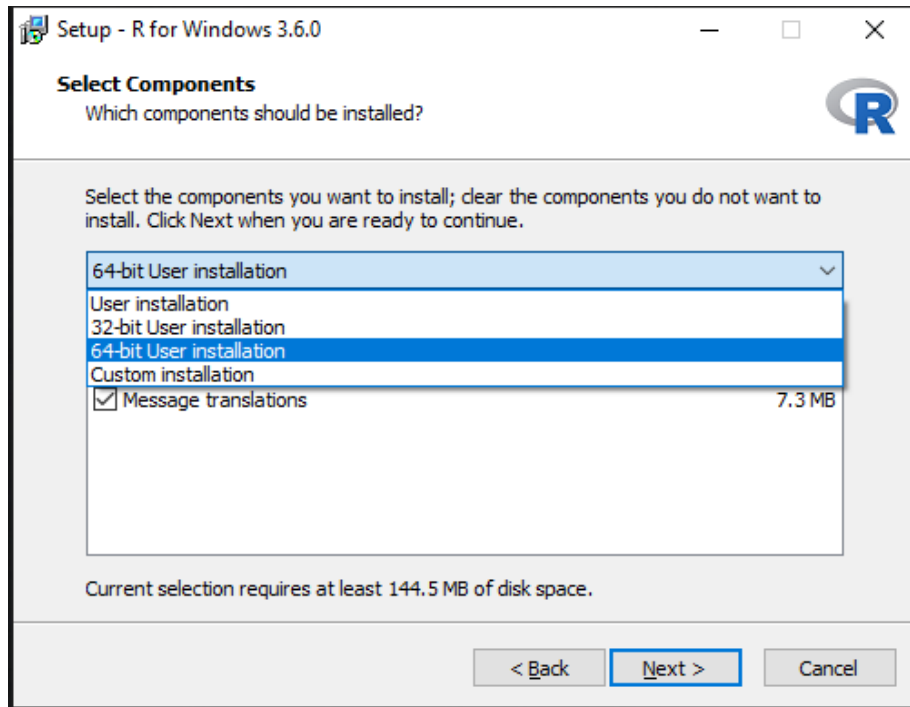 Setup - R for Windows 3.6.0
Select Components
Which components should be installed?
R
Select the components you want to install; clear the components you do not want to
install. Click Next when you are ready to continue.
64-bit User installation
User installation
32-bit User installation
64-bit User installation
Custom installation
Message translations 7.3 MB
Current selection requires at least 144.5 MB of disk space.
< Back Next > Cancel